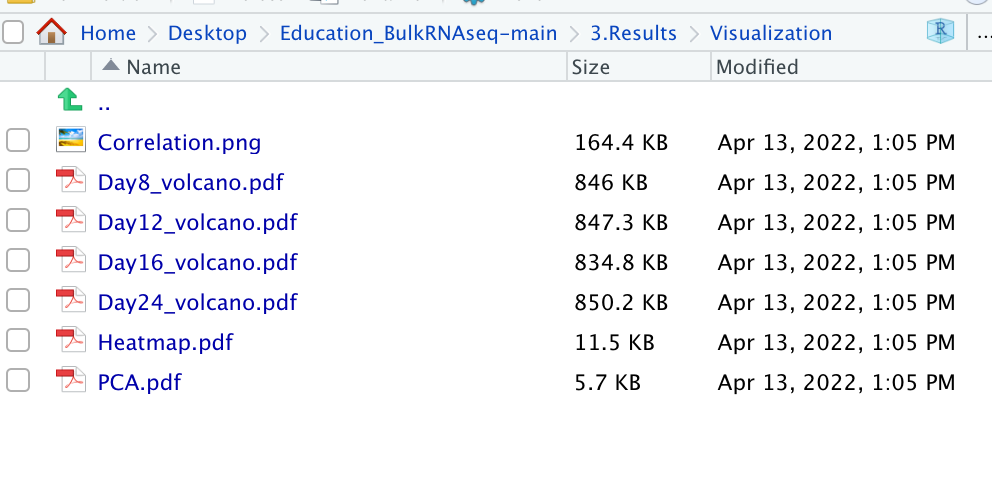 Home Desktop Education_BulkRNAseq-main 3.Results Visualization R ...
Name Size Modified
..
Correlation.png 164.4 KB Apr 13, 2022, 1:05 PM
Day8_volcano.pdf 846 KB Apr 13, 2022, 1:05 PM
Day12_volcano.pdf 847.3 KB Apr 13, 2022, 1:05 PM
Day16_volcano.pdf 834.8 KB Apr 13, 2022, 1:05 PM
Day24_volcano.pdf 850.2 KB Apr 13, 2022, 1:05 PM
Heatmap.pdf 11.5 KB Apr 13, 2022, 1:05 PM
PCA.pdf 5.7 KB Apr 13, 2022, 1:05 PM